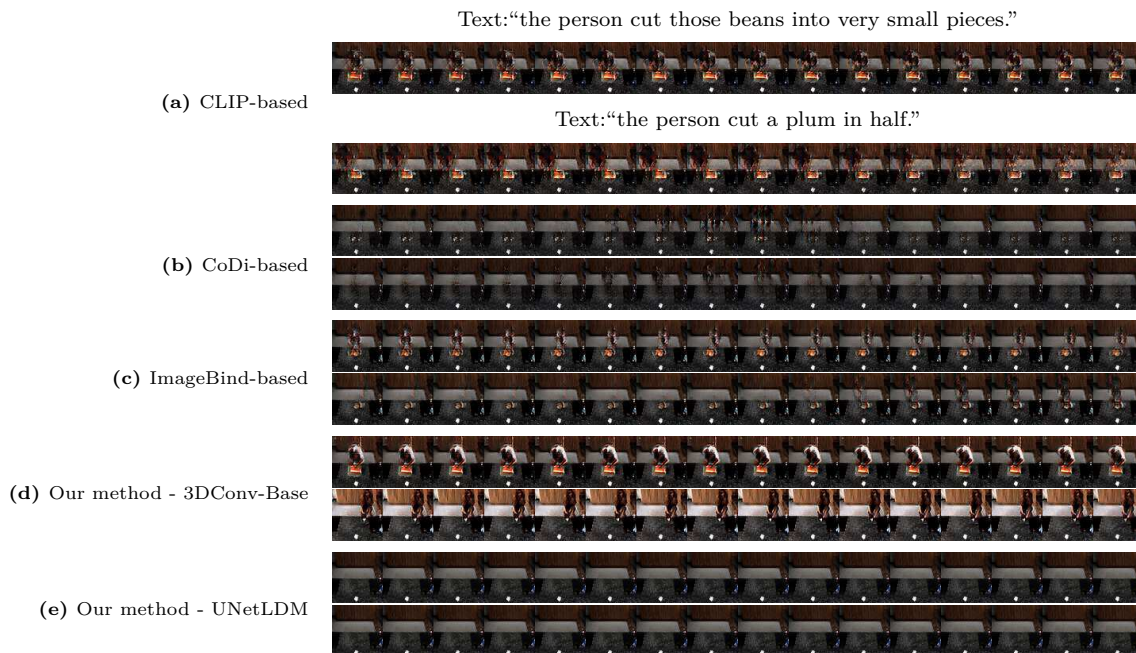 Text:“the person cut those beans into very small pieces.”
(a) CLIP-based
Text:“the person cut a plum in half.”
(b) CoDi-based
(c) ImageBind-based
(d) Our method - 3DConv-Base
(e) Our method - UNetLDM